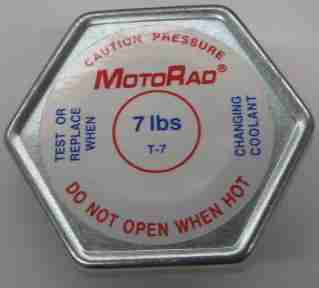 CAUTION PRESSURE
MOTORAD®
TEST OR
REPLACE
WHEN
7 lbs
T-7
CHANGING
COOLANT
DO NOT OPEN WHEN HOT